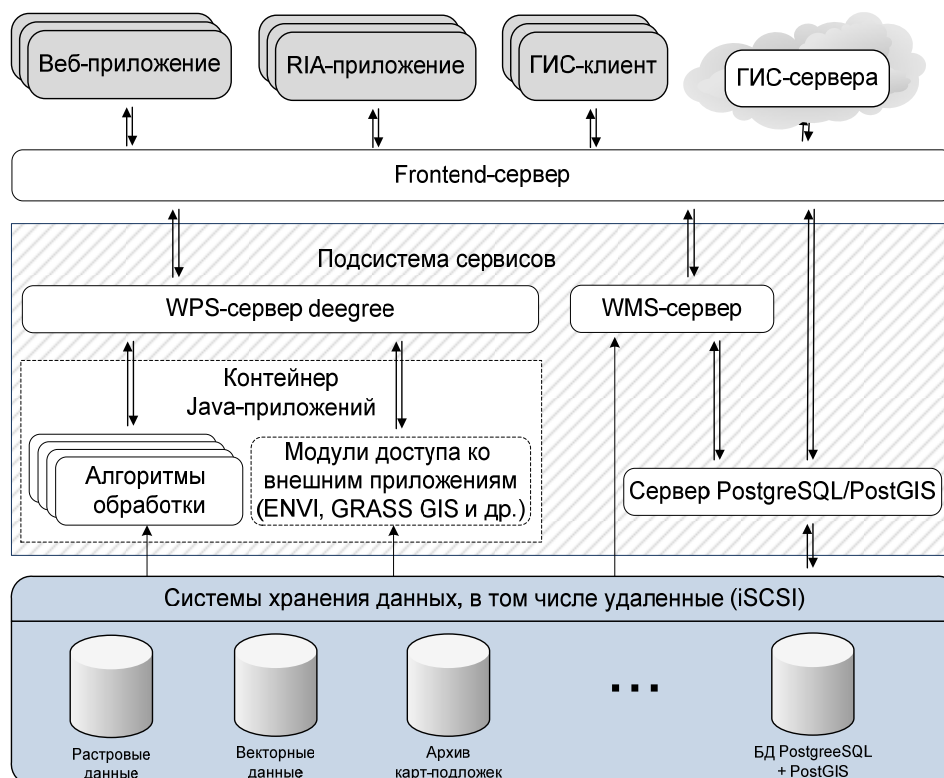 Веб-приложение
RIA-приложение
ГИС-клиент
ГИС-сервера
Frontend-сервер
Подсистема сервисов
WPS-сервер deegree
WMS-сервер
Контейнер
Java-приложений
Алгоритмы
обработки
Модули доступа ко
внешним приложениям
(ENVI, GRASS GIS и др.)
Сервер PostgreSQL/PostGIS
Системы хранения данных, в том числе удаленные (iSCSI)
Растровые
данные
Векторные
данные
Архив
карт-подложек
...
БД PostgreeSQL
+ PostGIS